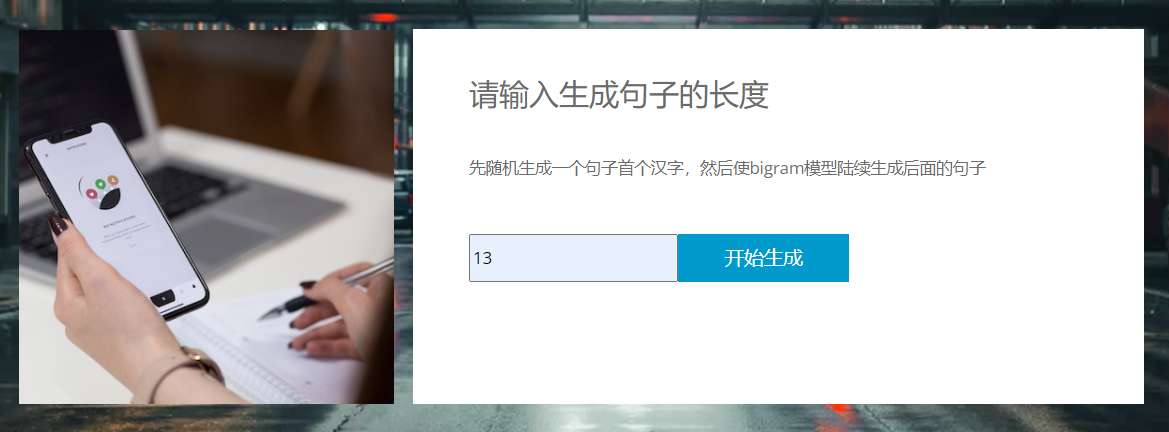 请输入生成句子的长度
先随机生成一个句子首个汉字，然后使bigram模型陆续生成后面的句子
13
开始生成